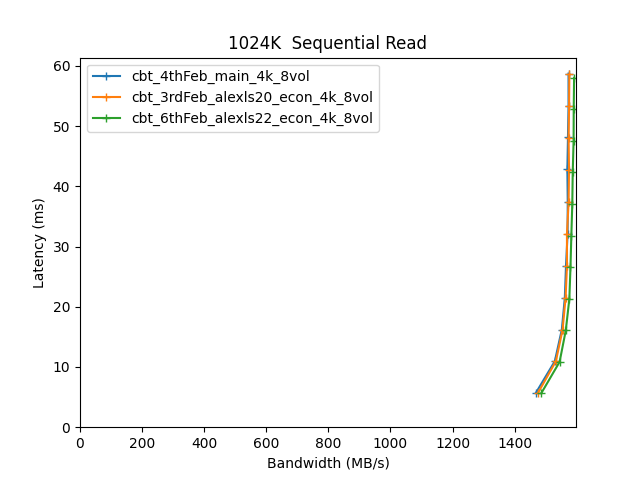 1024K  Sequential Read
cbt_4thFeb_main_4k_8vol
cbt_3rdFeb_alexls20_econ_4k_8vol
cbt_6thFeb_alexls22_econ_4k_8vol
Latency (ms)
60
50
40
30
20
10
0
0 200 400 600 800 1000 1200 1400
Bandwidth (MB/s)